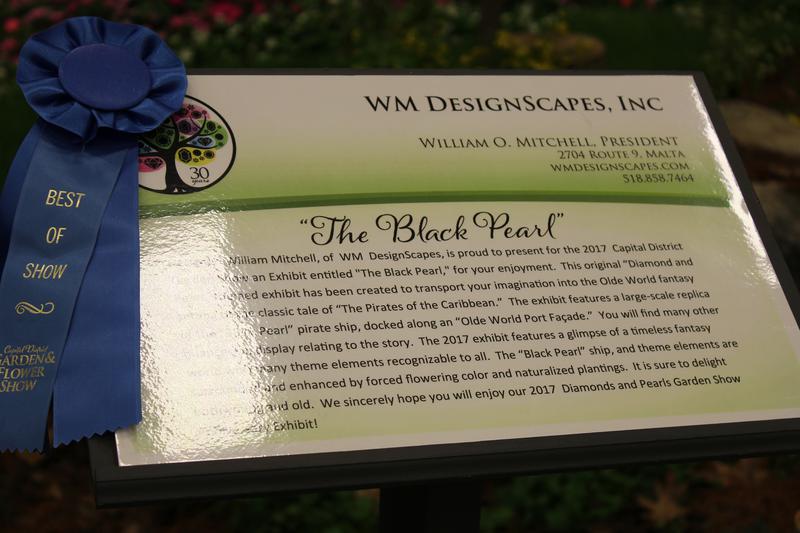 BEST
OF
SHOW
Capital District
GARDEN &
FLOWER
SHOW
30
WM DESIGNSCAPES, INC
WILLIAM O. MITCHELL, PRESIDENT
2704 ROUTE 9, MALTA
WMDESIGNSCAPES.COM
518.858.7464
"The Black Pearl"
William Mitchell, of WM DesignScapes, is proud to present for the 2017 Capital District
an Exhibit entitled "The Black Pearl," for your enjoyment. This original "Diamond and
exhibit has been created to transport your imagination into the Olde World fantasy
classic tale of "The Pirates of the Caribbean." The exhibit features a large-scale replica
Pearl" pirate ship, docked along an "Olde World Port Façade." You will find many other
display relating to the story. The 2017 exhibit features a glimpse of a timeless fantasy
many theme elements recognizable to all. The "Black Pearl" ship, and theme elements are
and enhanced by forced flowering color and naturalized plantings. It is sure to delight
and old. We sincerely hope you will enjoy our 2017 Diamonds and Pearls Garden Show
Exhibit!